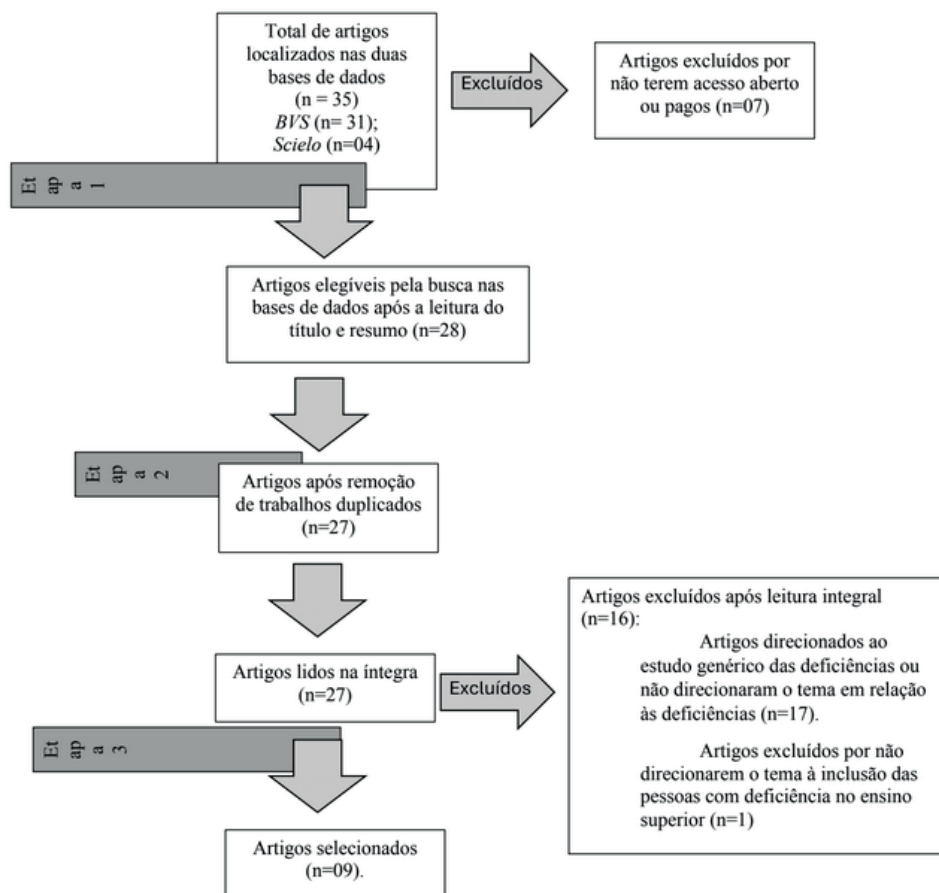 Total de artigos
localizados nas duas
bases de dados
(n = 35)
BVS (n= 31);
Scielo (n=04)
Excluídos
Artigos excluídos por
não terem acesso aberto
ou pagos (n=07)
Et
ap
a
1
Artigos elegíveis pela busca nas
bases de dados após a leitura do
título e resumo (n=28)
Et
ap
a
2
Artigos após remoção
de trabalhos duplicados
(n=27)
Artigos lidos na íntegra
(n=27)
Excluídos
Artigos excluídos após leitura integral
(n=16):
Artigos direcionados ao
estudo genérico das deficiências ou
não direcionaram o tema em relação
às deficiências (n=17).
Artigos excluídos por não
direcionarem o tema à inclusão das
pessoas com deficiência no ensino
superior (n=1)
Et
ap
a
3
Artigos selecionados
(n=09).